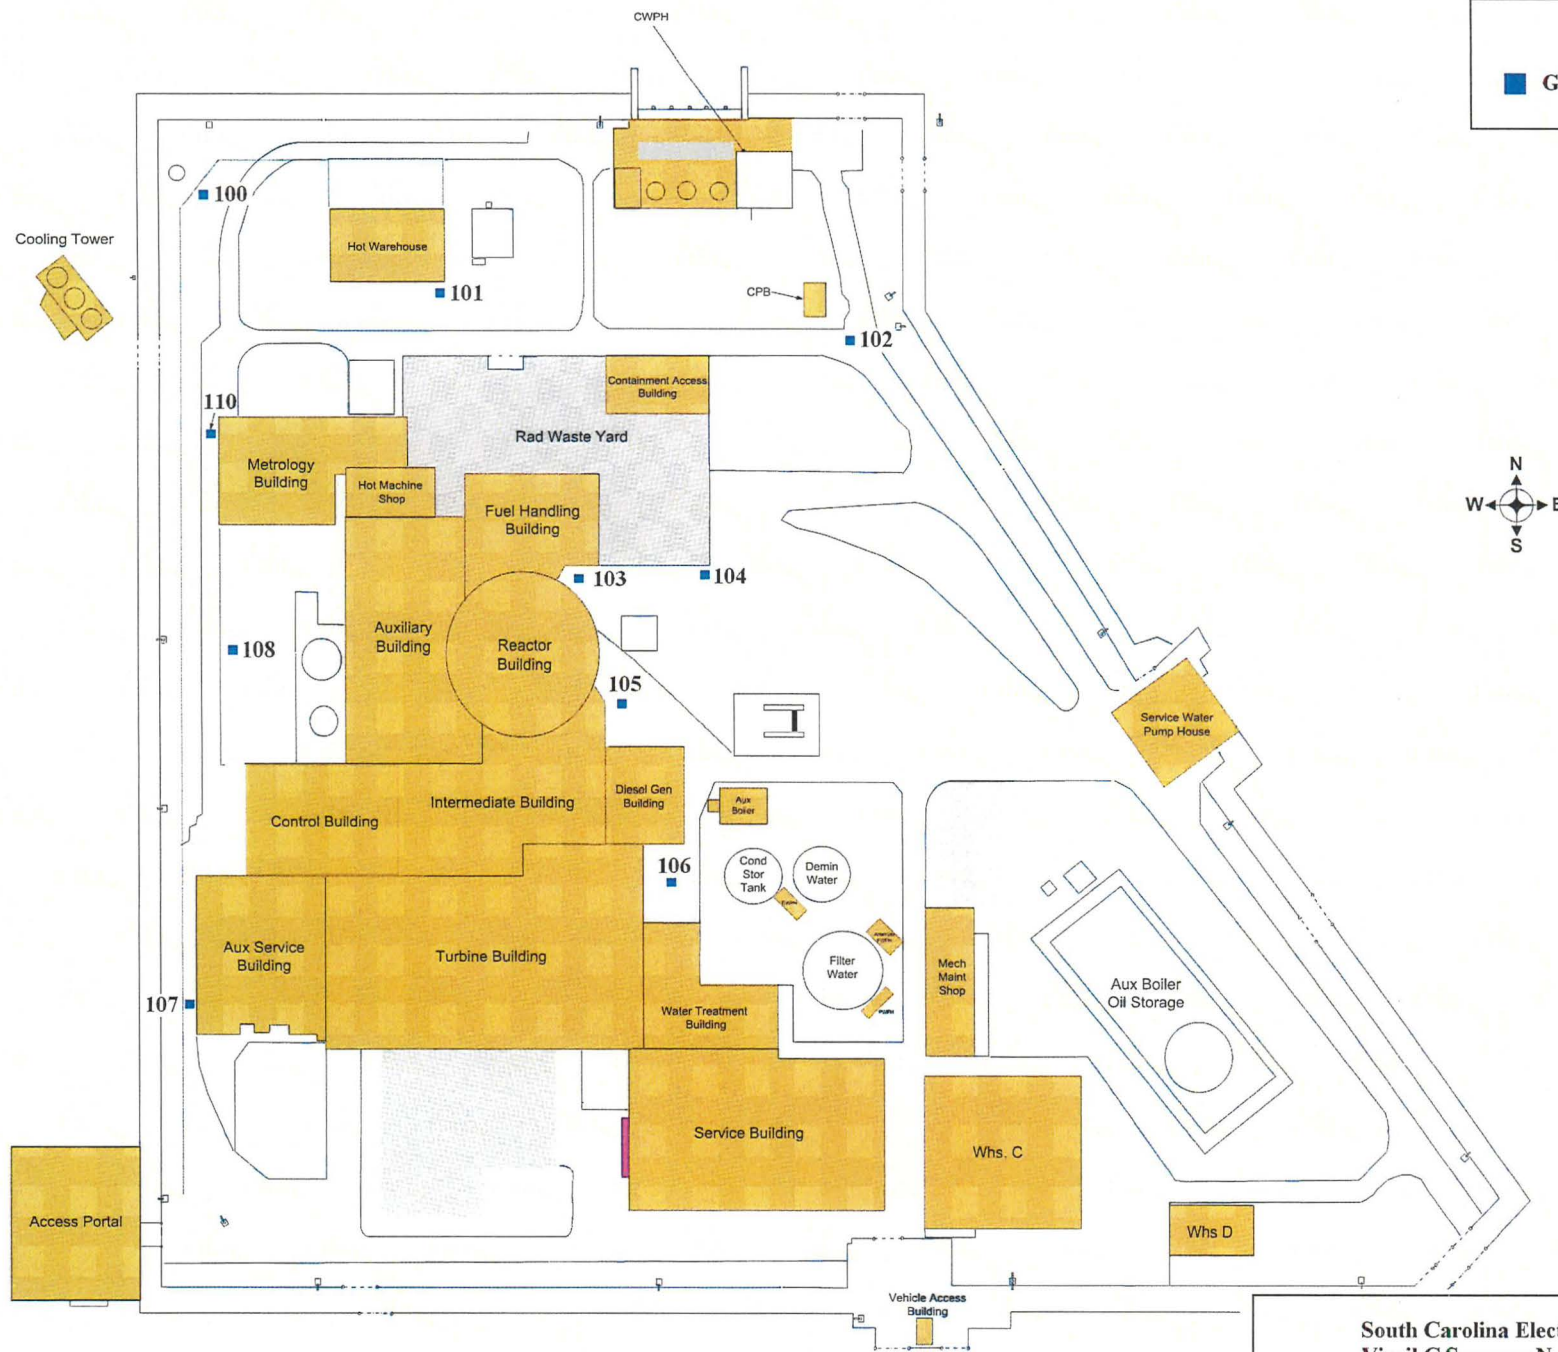 CWPH
G
100
Cooling Tower
Hot Warehouse
101
CPB
102
Containment Access
Building
110
Rad Waste Yard
Metrology
Building
Hot Machine
Shop
Fuel Handling
Building
N
W
E
S
103
104
108
Auxiliary
Building
Reactor
Building
105
Service Water
Pump House
Diesel Gen
Building
Aux
Boiler
Intermediate Building
Control Building
106
Cond
Stor
Tank
Demin
Water
Aux Service
Building
Turbine Building
Filter
Water
Mech
Maint
Shop
Aux Boiler
Oil Storage
107
Water Treatment
Building
Service Building
Whs. C
Access Portal
Whs D
Vehicle Access
Building
South Carolina Elect